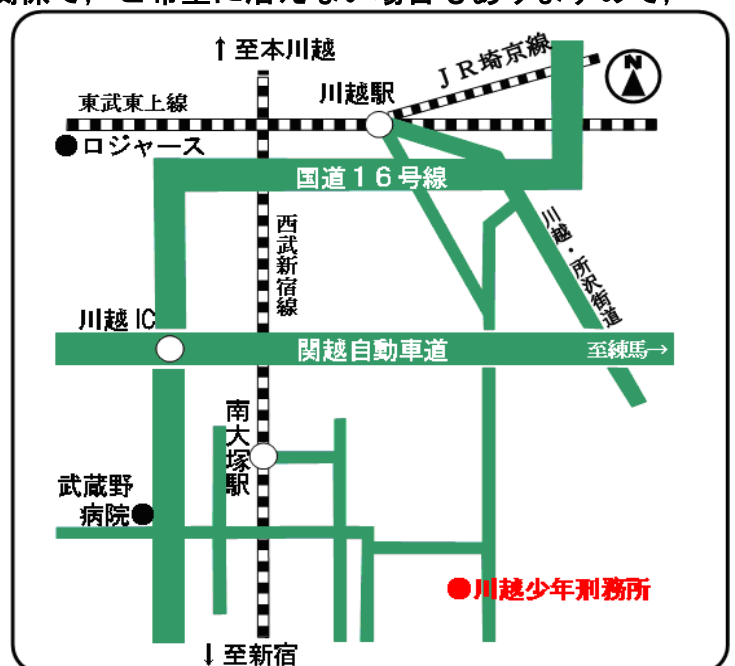 ↑至本川越
JR埼京線
N
川越駅
東武東上線
●ロジャース
国道16号線
西武新宿線
川越・所沢街道
川越IC
関越自動車道
至練馬→
南大塚駅
武蔵野
病院●
●川越少年刑務所
↓至新宿